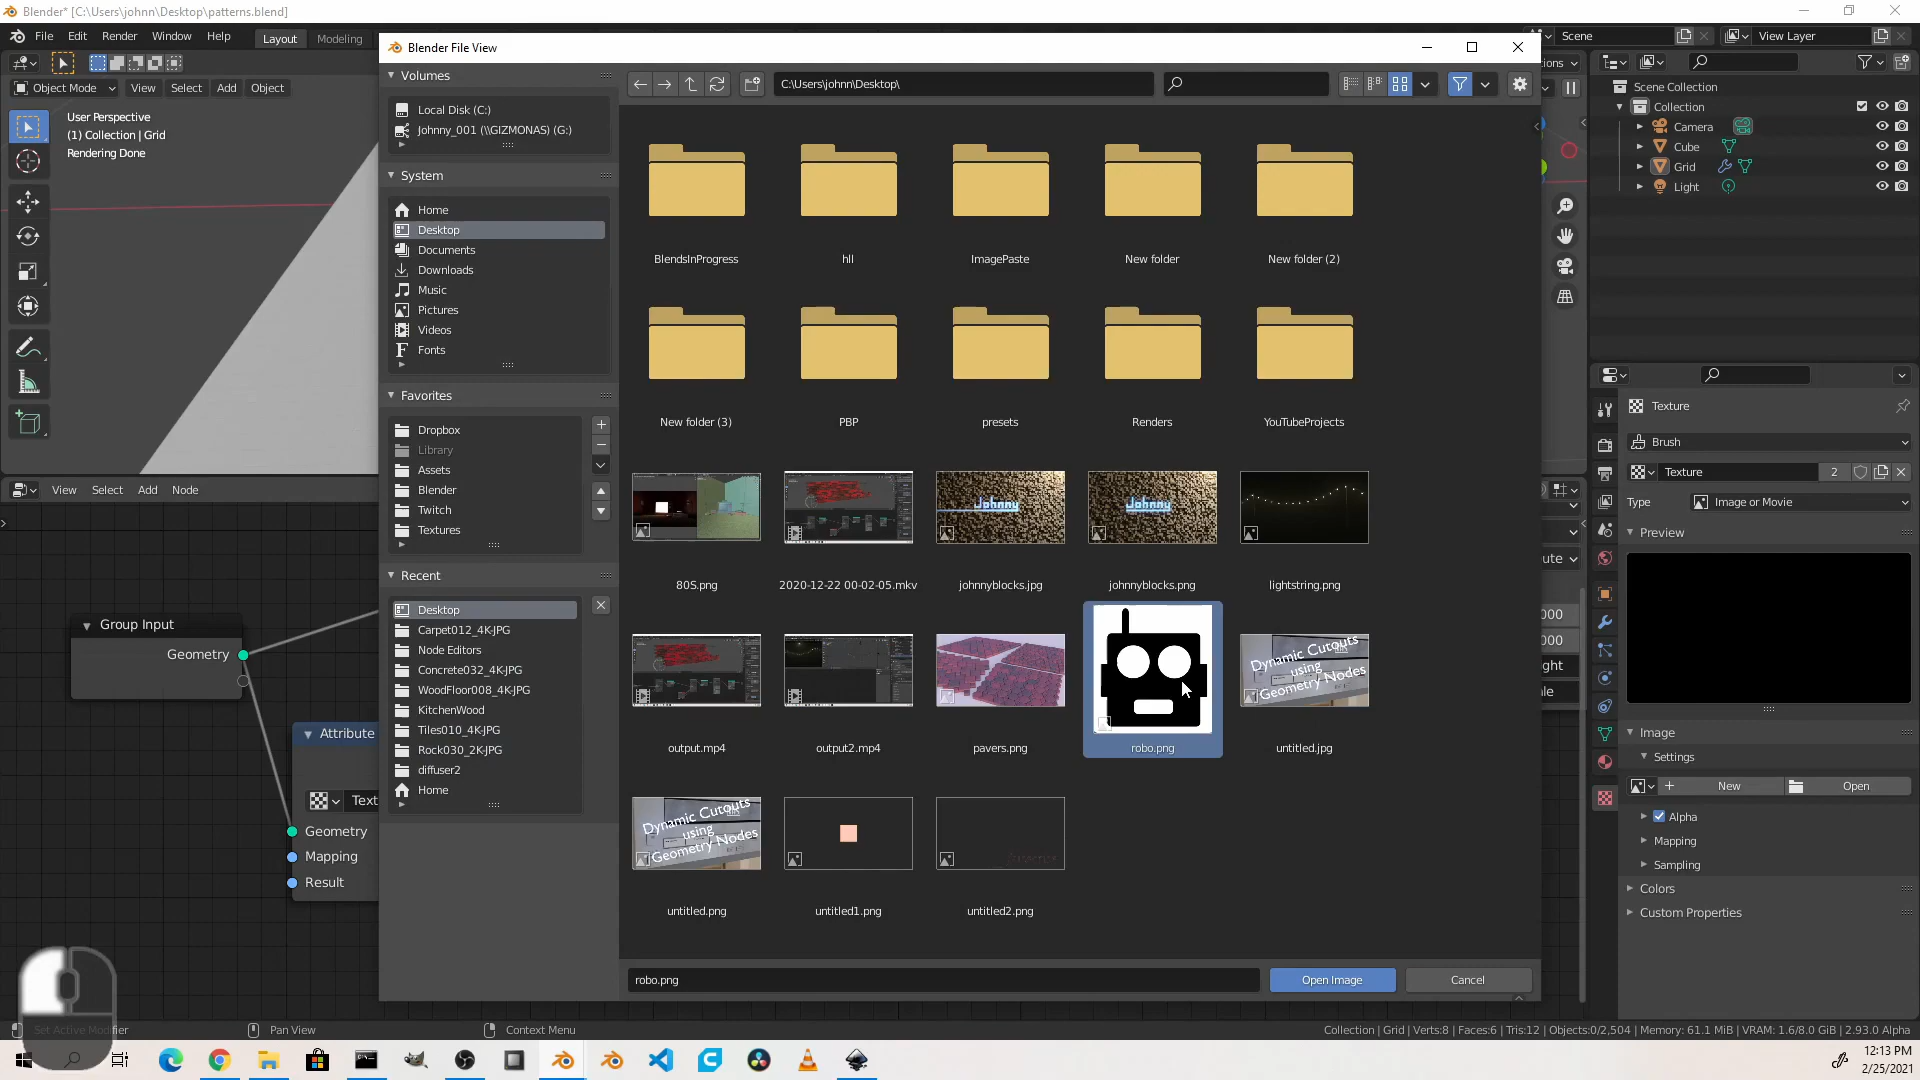 Blender* [C:\Users\johnn\Desktop\patterns.blend]
File Edit Render Window Help Layout Modeling
Scene View Layer
Blender File View
Object Mode View Select Add Object
User Perspective
(1) Collection | Grid
Rendering Done
Volumes
Local Disk (C:)
Johnny_001 (\\GIZMONAS) (G:)
System
Home
Desktop
Documents
Downloads
Music
Pictures
Videos
Fonts
Favorites
Dropbox
Library
Assets
Blender
Twitch
Textures
Recent
Desktop
Carpet012_4K-JPG
Node Editors
Concrete032_4K-JPG
WoodFloor008_4K-JPG
KitchenWood
Tiles010_4K-JPG
Rock030_2K-JPG
diffuser2
Home
C:\Users\johnn\Desktop\
BlendsInProgress hll ImagePaste New folder New folder (2)
New folder (3) PBP presets Renders YouTubeProjects
Johnny Johnny
80S.png 2020-12-22 00-02-05.mkv johnnyblocks.jpg johnnyblocks.png lightstring.png
Dynamic Cutouts
using
Geometry Nodes
output.mp4 output2.mp4 pavers.png robo.png untitled.jpg
Dynamic Cutouts
using
Geometry Nodes
untitled.png untitled1.png untitled2.png
robo.png Open Image Cancel
ions
Scene Collection
Collection
Camera
Cube
Grid
Light
Texture
Brush
Texture 2
Type Image or Movie
Preview
Image
Settings
New Open
Alpha
Mapping
Sampling
Colors
Custom Properties
View Select Add Node
Group Input
Geometry
Attribute
Text
Geometry
Mapping
Result
ute
000
000
ght
ale
Set Active Modifier Pan View Context Menu
Collection | Grid | Verts:8 | Faces:6 | Tris:12 | Objects:0/2,504 | Memory: 61.1 MiB | VRAM: 1.6/8.0 GiB | 2.93.0 Alpha
12:13 PM
2/25/2021